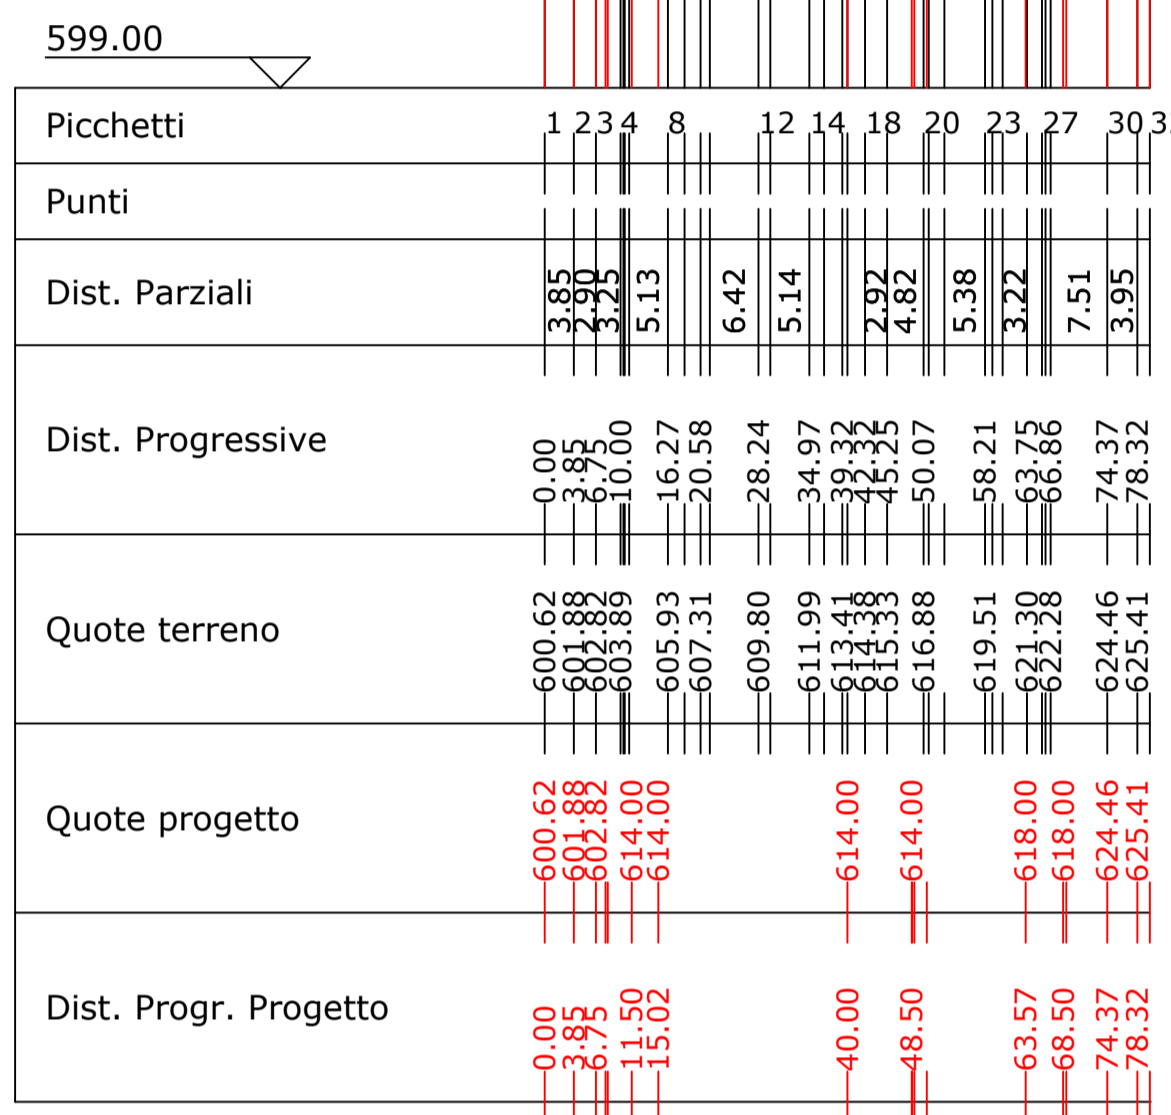 599.00
Picchetti 1 2 3 4 8 12 14 18 20 23 27 30
Punti
Dist. Parziali 3.85 2.90 3.25 5.13 6.42 5.14 2.92 4.82 5.38 3.22 7.51 3.95
Dist. Progressive 0.00 3.85 6.75 10.00 16.27 20.58 28.24 34.97 39.32 42.32 45.25 50.07 58.21 63.75 66.86 74.37 78.32
Quote terreno 600.62 601.88 602.82 603.89 605.93 607.31 609.80 611.99 613.41 614.38 615.33 616.88 619.51 621.30 622.28 624.46 625.41
Quote progetto 600.62 601.88 602.82 614.00 614.00 614.00 614.00 618.00 618.00 624.46 625.41
Dist. Progr. Progetto 0.00 3.85 6.75 11.50 15.02 40.00 48.50 63.57 68.50 74.37 78.32